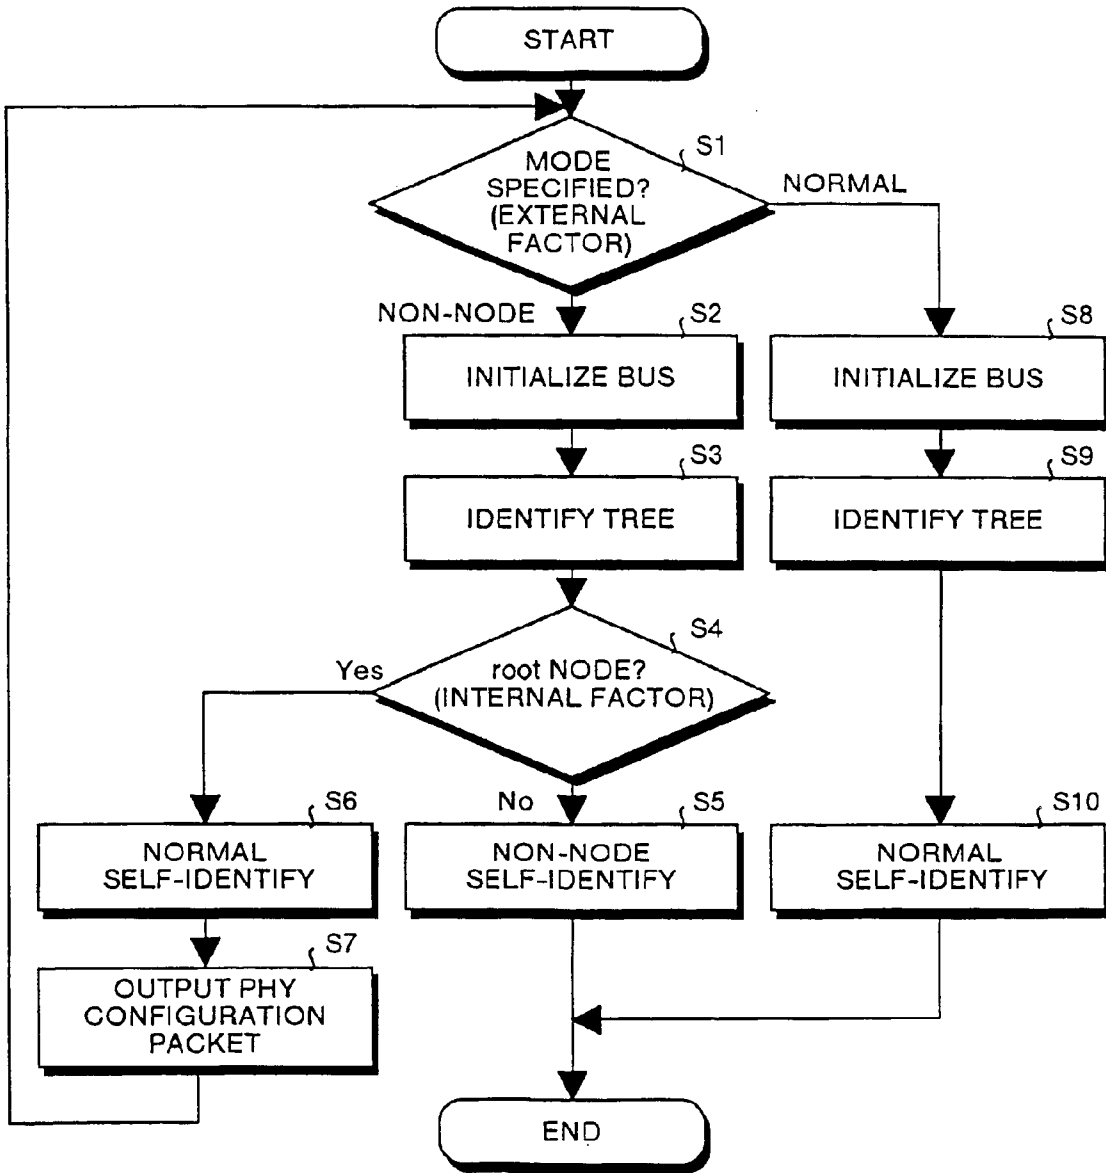 START
S1
MODE
SPECIFIED?
(EXTERNAL
FACTOR)
NORMAL
NON-NODE
S2
INITIALIZE BUS
S8
INITIALIZE BUS
S3
IDENTIFY TREE
S9
IDENTIFY TREE
S4
root NODE?
(INTERNAL FACTOR)
Yes
No
S6
NORMAL
SELF-IDENTIFY
S5
NON-NODE
SELF-IDENTIFY
S10
NORMAL
SELF-IDENTIFY
S7
OUTPUT PHY
CONFIGURATION
PACKET
END